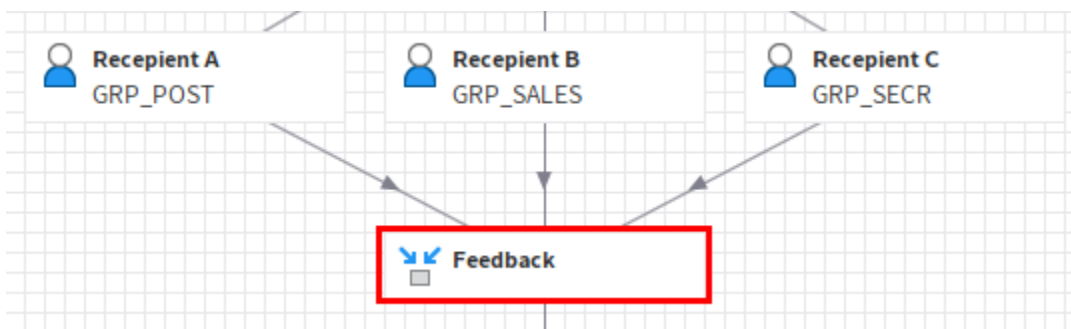 Recepient A
GRP_POST
Recepient B
GRP_SALES
Recepient C
GRP_SECR
Feedback